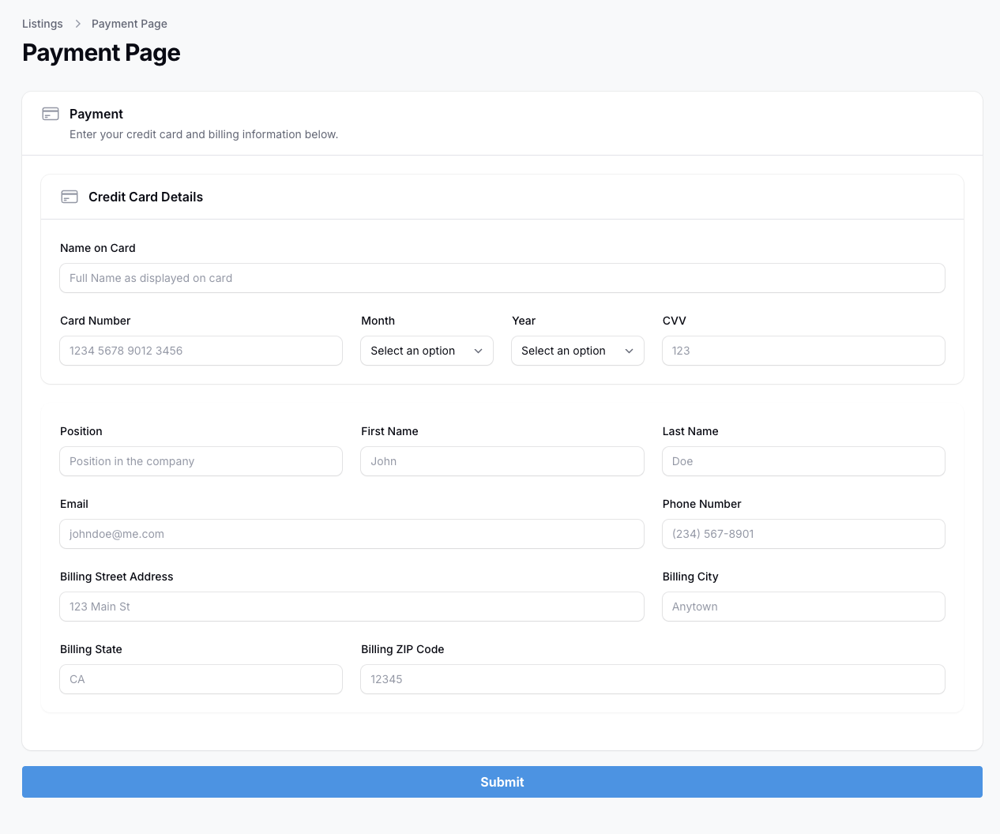 Listings > Payment Page
Payment Page
Payment
Enter your credit card and billing information below.
Credit Card Details
Name on Card
Full Name as displayed on card
Card Number Month Year CVV
1234 5678 9012 3456 Select an option Select an option 123
Position First Name Last Name
Position in the company John Doe
Email Phone Number
johndoe@me.com (234) 567-8901
Billing Street Address Billing City
123 Main St Anytown
Billing State Billing ZIP Code
CA 12345
Submit